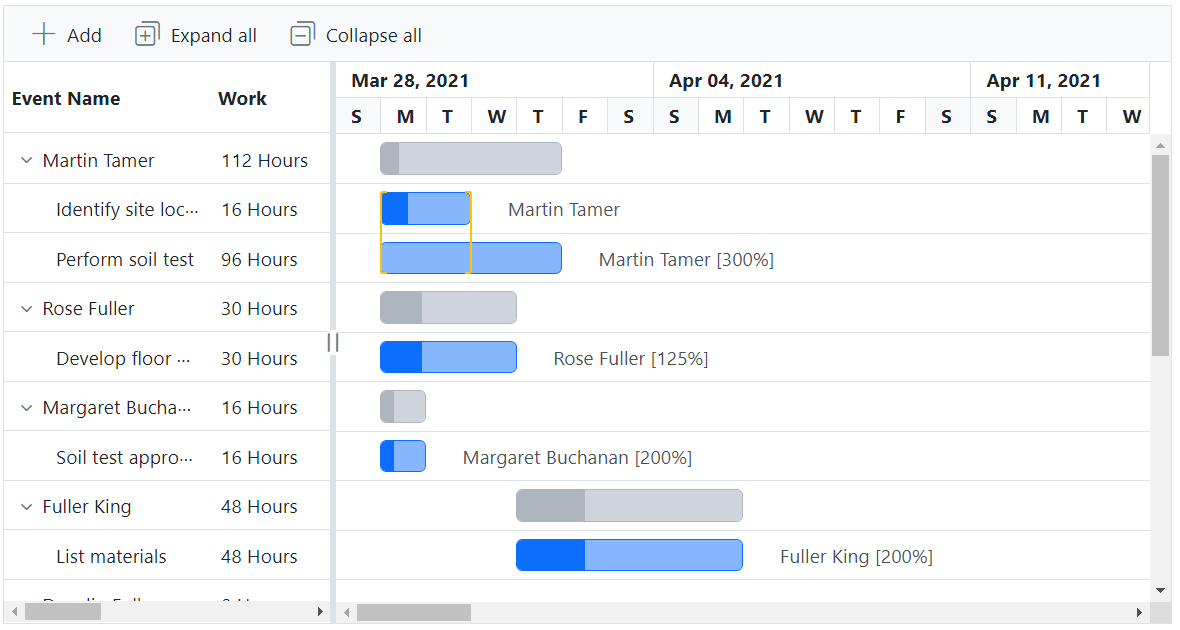 Add Expand all Collapse all
Event Name Work Mar 28, 2021 Apr 04, 2021 Apr 11, 2021
S M T W T F S S M T W T F S S M T W
Martin Tamer 112 Hours
Identify site loc... 16 Hours Martin Tamer
Perform soil test 96 Hours Martin Tamer [300%]
Rose Fuller 30 Hours
Develop floor ... 30 Hours Rose Fuller [125%]
Margaret Bucha... 16 Hours
Soil test appro... 16 Hours Margaret Buchanan [200%]
Fuller King 48 Hours
List materials 48 Hours Fuller King [200%]